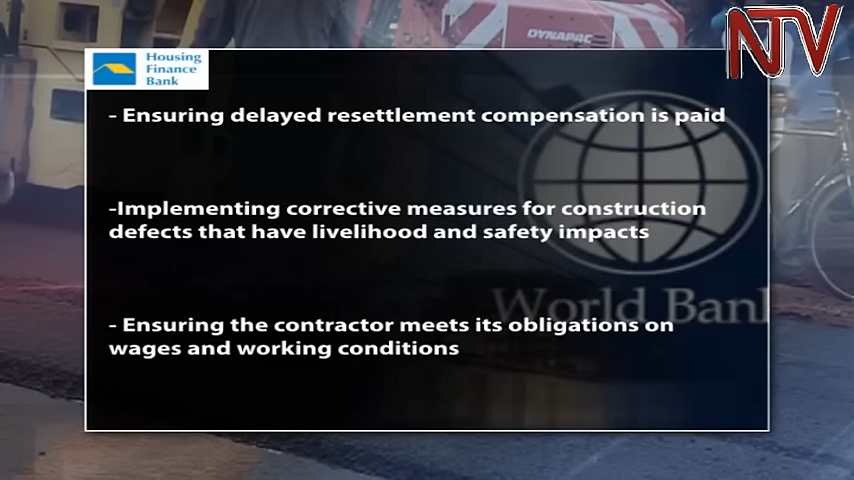 DYNAPAC
NTV
Housing
Finance
Bank
- Ensuring delayed resettlement compensation is paid
-Implementing corrective measures for construction
defects that have livelihood and safety impacts
World Bank
- Ensuring the contractor meets its obligations on
wages and working conditions